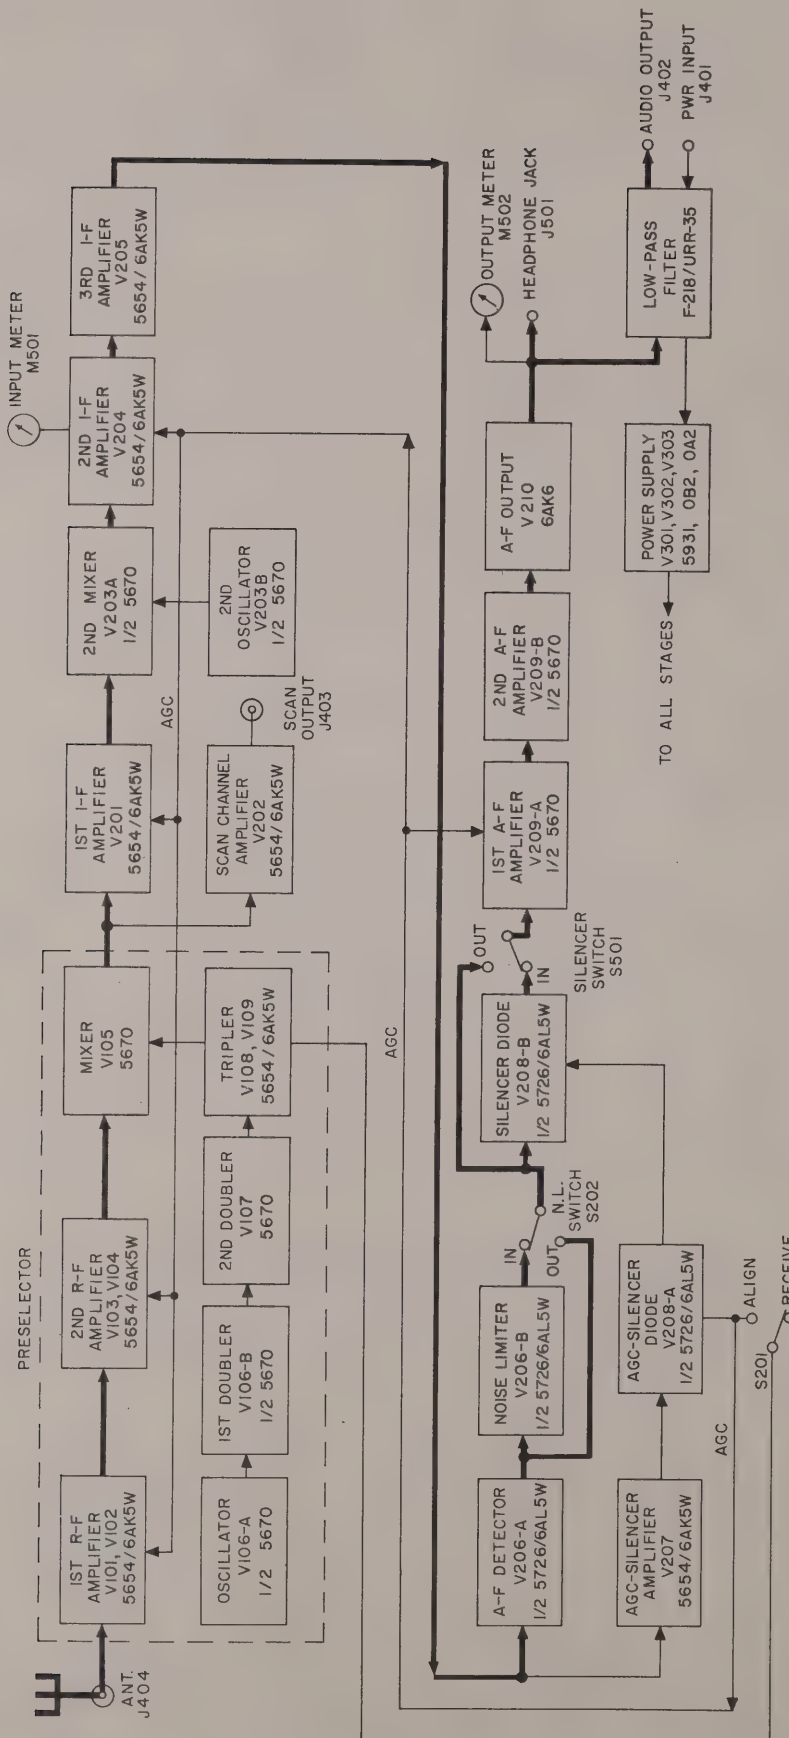 PRESELECTOR
ANT.
J404
1ST R-F
AMPLIFIER
V101, V102
5654/6AK5W
2ND R-F
AMPLIFIER
V103, V104
5654/6AK5W
MIXER
V105
5670
1ST I-F
AMPLIFIER
V201
5654/6AK5W
2ND MIXER
V203A
1/2 5670
INPUT METER
M501
2ND I-F
AMPLIFIER
V204
5654/6AK5W
3RD I-F
AMPLIFIER
V205
5654/6AK5W
AGC
OSCILLATOR
V106-A
1/2 5670
1ST DOUBLER
V106-B
1/2 5670
2ND DOUBLER
V107
5670
TRIPLER
V108, V109
5654/6AK5W
SCAN CHANNEL
AMPLIFIER
V202
5654/6AK5W
SCAN
OUTPUT
J403
2ND
OSCILLATOR
V203B
1/2 5670
AGC
A-F DETECTOR
V206-A
1/2 5726/6AL5W
NOISE LIMITER
V206-B
1/2 5726/6AL5W
IN
OUT
N.L.
SWITCH
S202
SILENCER DIODE
V208-B
1/2 5726/6AL5W
OUT
IN
SILENCER
SWITCH
S501
1ST A-F
AMPLIFIER
V209-A
1/2 5670
2ND A-F
AMPLIFIER
V209-B
1/2 5670
A-F OUTPUT
V210
6AK6
OUTPUT METER
M502
HEADPHONE JACK
J501
AGC-SILENCER
AMPLIFIER
V207
5654/6AK5W
AGC-SILENCER
DIODE
V208-A
1/2 5726/6AL5W
TO ALL STAGES
POWER SUPPLY
V301, V302, V303
5931, OB2, OA2
LOW-PASS
FILTER
F-218/URR-35
AUDIO OUTPUT
J402
PWR INPUT
J401
AGC
ALIGN
S201
RECEIVE